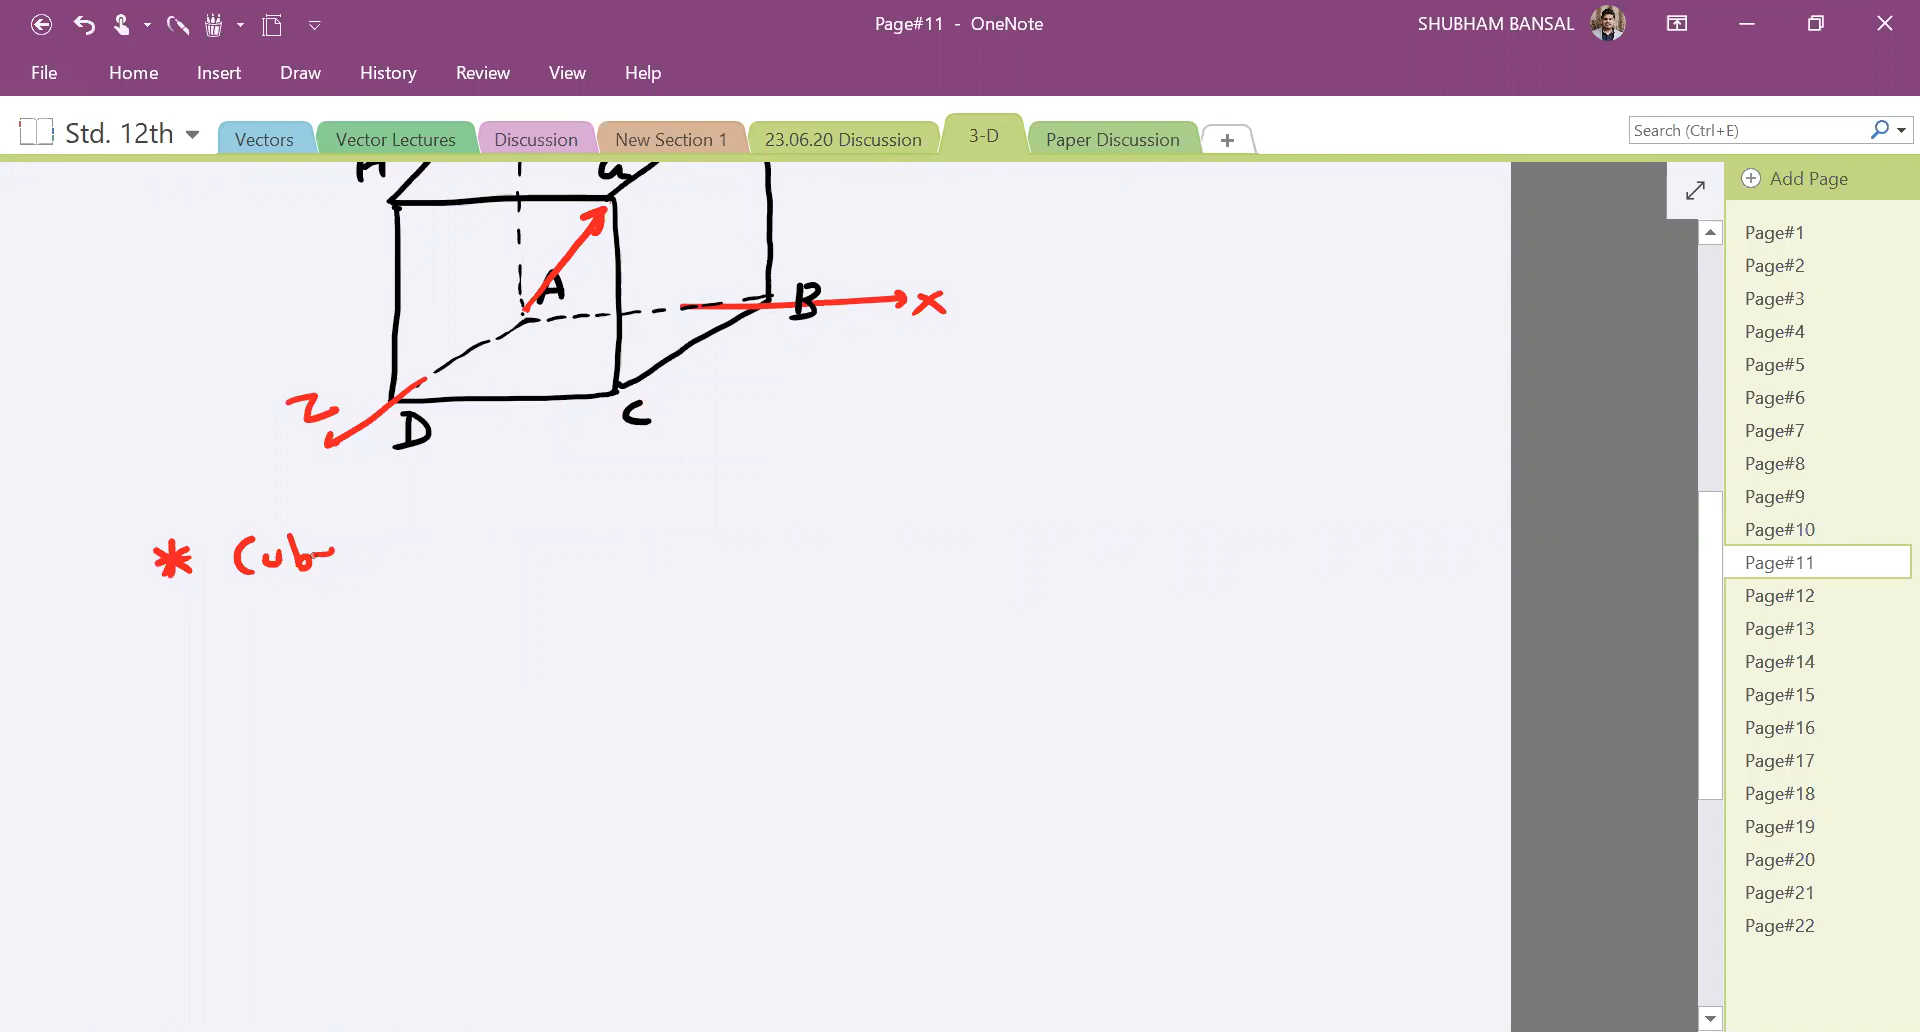 Page#11 - OneNote
SHUBHAM BANSAL
File Home Insert Draw History Review View Help
Std. 12th
Vectors
Vector Lectures
Discussion
New Section 1
23.06.20 Discussion
3-D
Paper Discussion
+
Search (Ctrl+E)
Add Page
Page#1
Page#2
Page#3
Page#4
Page#5
Page#6
Page#7
Page#8
Page#9
Page#10
Page#11
Page#12
Page#13
Page#14
Page#15
Page#16
Page#17
Page#18
Page#19
Page#20
Page#21
Page#22
H G
A
B x
z
D C
* Cub